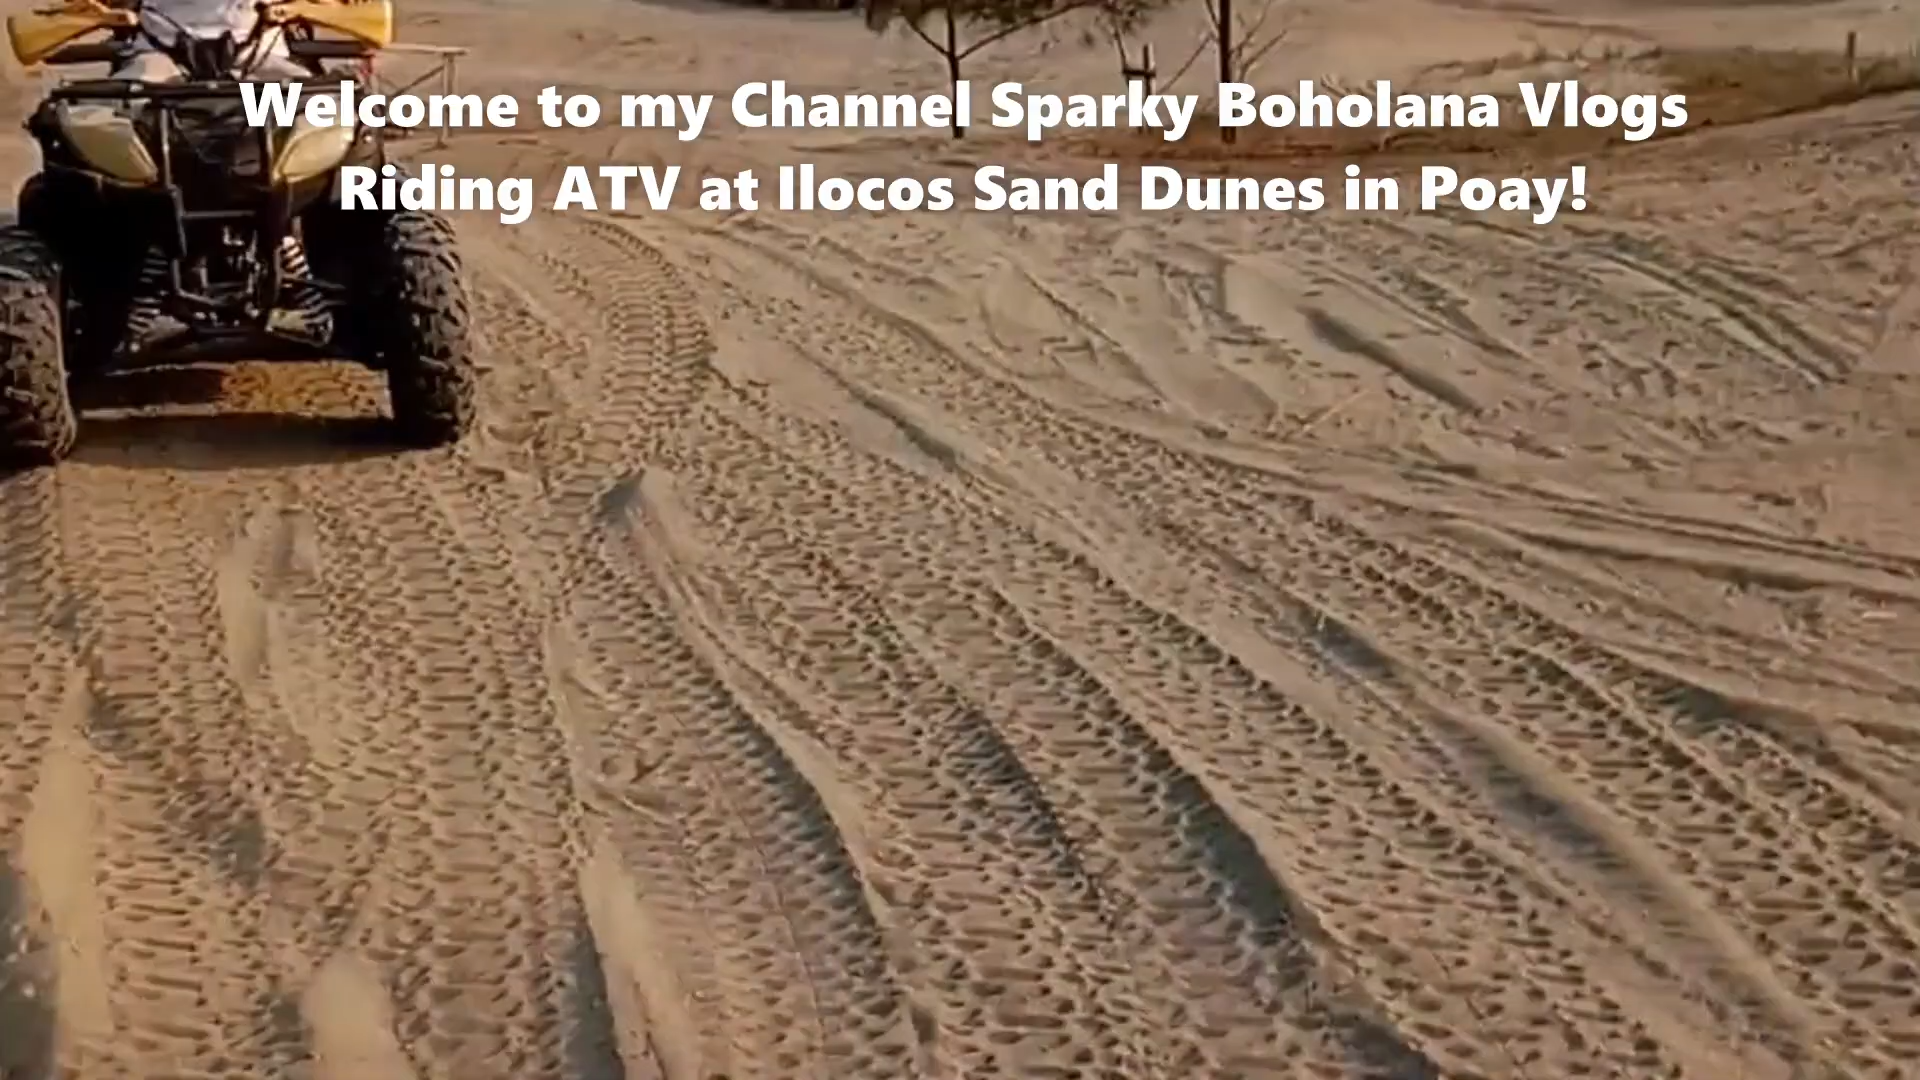 Welcome to my Channel Sparky Boholana Vlogs
Riding ATV at Ilocos Sand Dunes in Poay!